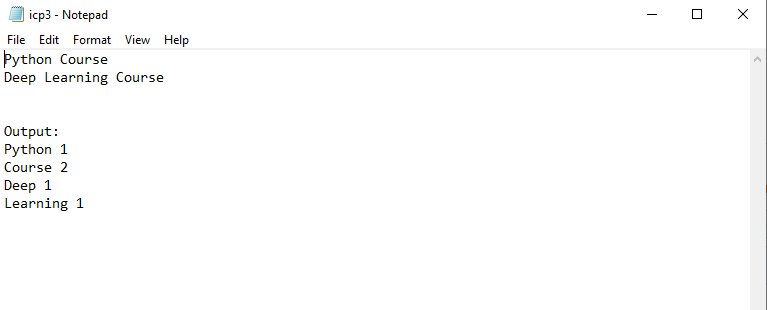 icp3 - Notepad
File Edit Format View Help
Python Course
Deep Learning Course
Output:
Python 1
Course 2
Deep 1
Learning 1